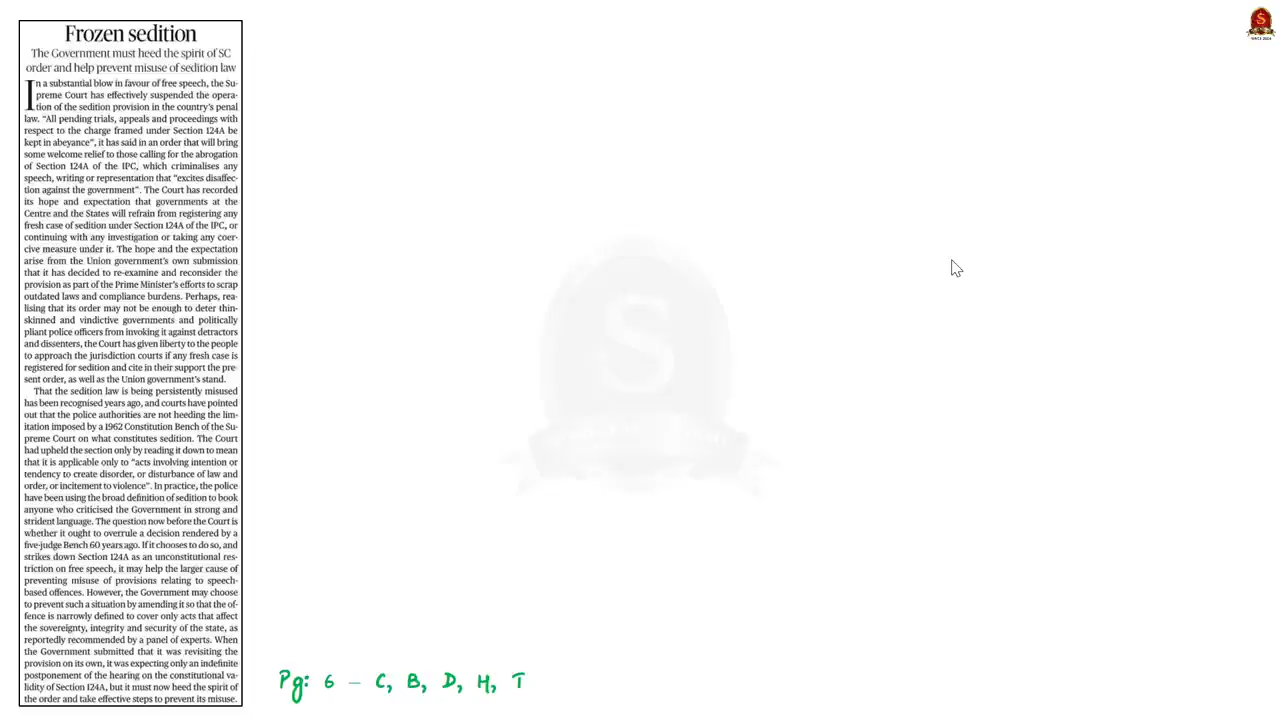 Frozen sedition
The Government must heed the spirit of SC
order and help prevent misuse of sedition law
In a substantial blow in favour of free speech, the Su-
preme Court has effectively suspended the opera-
tion of the sedition provision in the country's penal
law. “All pending trials, appeals and proceedings with
respect to the charge framed under Section 124A be
kept in abeyance”, it has said in an order that will bring
some welcome relief to those calling for the abrogation
of Section 124A of the IPC, which criminalises any
speech, writing or representation that “excites disaffec-
tion against the government”. The Court has recorded
its hope and expectation that governments at the
Centre and the States will refrain from registering any
fresh case of sedition under Section 124A of the IPC, or
continuing with any investigation or taking any coer-
cive measure under it. The hope and the expectation
arise from the Union government's own submission
that it has decided to re-examine and reconsider the
provision as part of the Prime Minister's efforts to scrap
outdated laws and compliance burdens. Perhaps, rea-
lising that its order may not be enough to deter thin-
skinned and vindictive governments and politically
pliant police officers from invoking it against detractors
and dissenters, the Court has given liberty to the people
to approach the jurisdiction courts if any fresh case is
registered for sedition and cite in their support the pre-
sent order, as well as the Union government's stand.
That the sedition law is being persistently misused
has been recognised years ago, and courts have pointed
out that the police authorities are not heeding the lim-
itation imposed by a 1962 Constitution Bench of the Su-
preme Court on what constitutes sedition. The Court
had upheld the section only by reading it down to mean
that it is applicable only to “acts involving intention or
tendency to create disorder, or disturbance of law and
order, or incitement to violence”. In practice, the police
have been using the broad definition of sedition to book
anyone who criticised the Government in strong and
strident language. The question now before the Court is
whether it ought to overrule a decision rendered by a
five-judge Bench 60 years ago. If it chooses to do so, and
strikes down Section 124A as an unconstitutional res-
triction on free speech, it may help the larger cause of
preventing misuse of provisions relating to speech-
based offences. However, the Government may choose
to prevent such a situation by amending it so that the of-
fence is narrowly defined to cover only acts that affect
the sovereignty, integrity and security of the state, as
reportedly recommended by a panel of experts. When
the Government submitted that it was revisiting the
provision on its own, it was expecting only an indefinite
postponement of the hearing on the constitutional va-
lidity of Section 124A, but it must now heed the spirit of
the order and take effective steps to prevent its misuse.
Pg: 6 – C, B, D, H, T
S
S